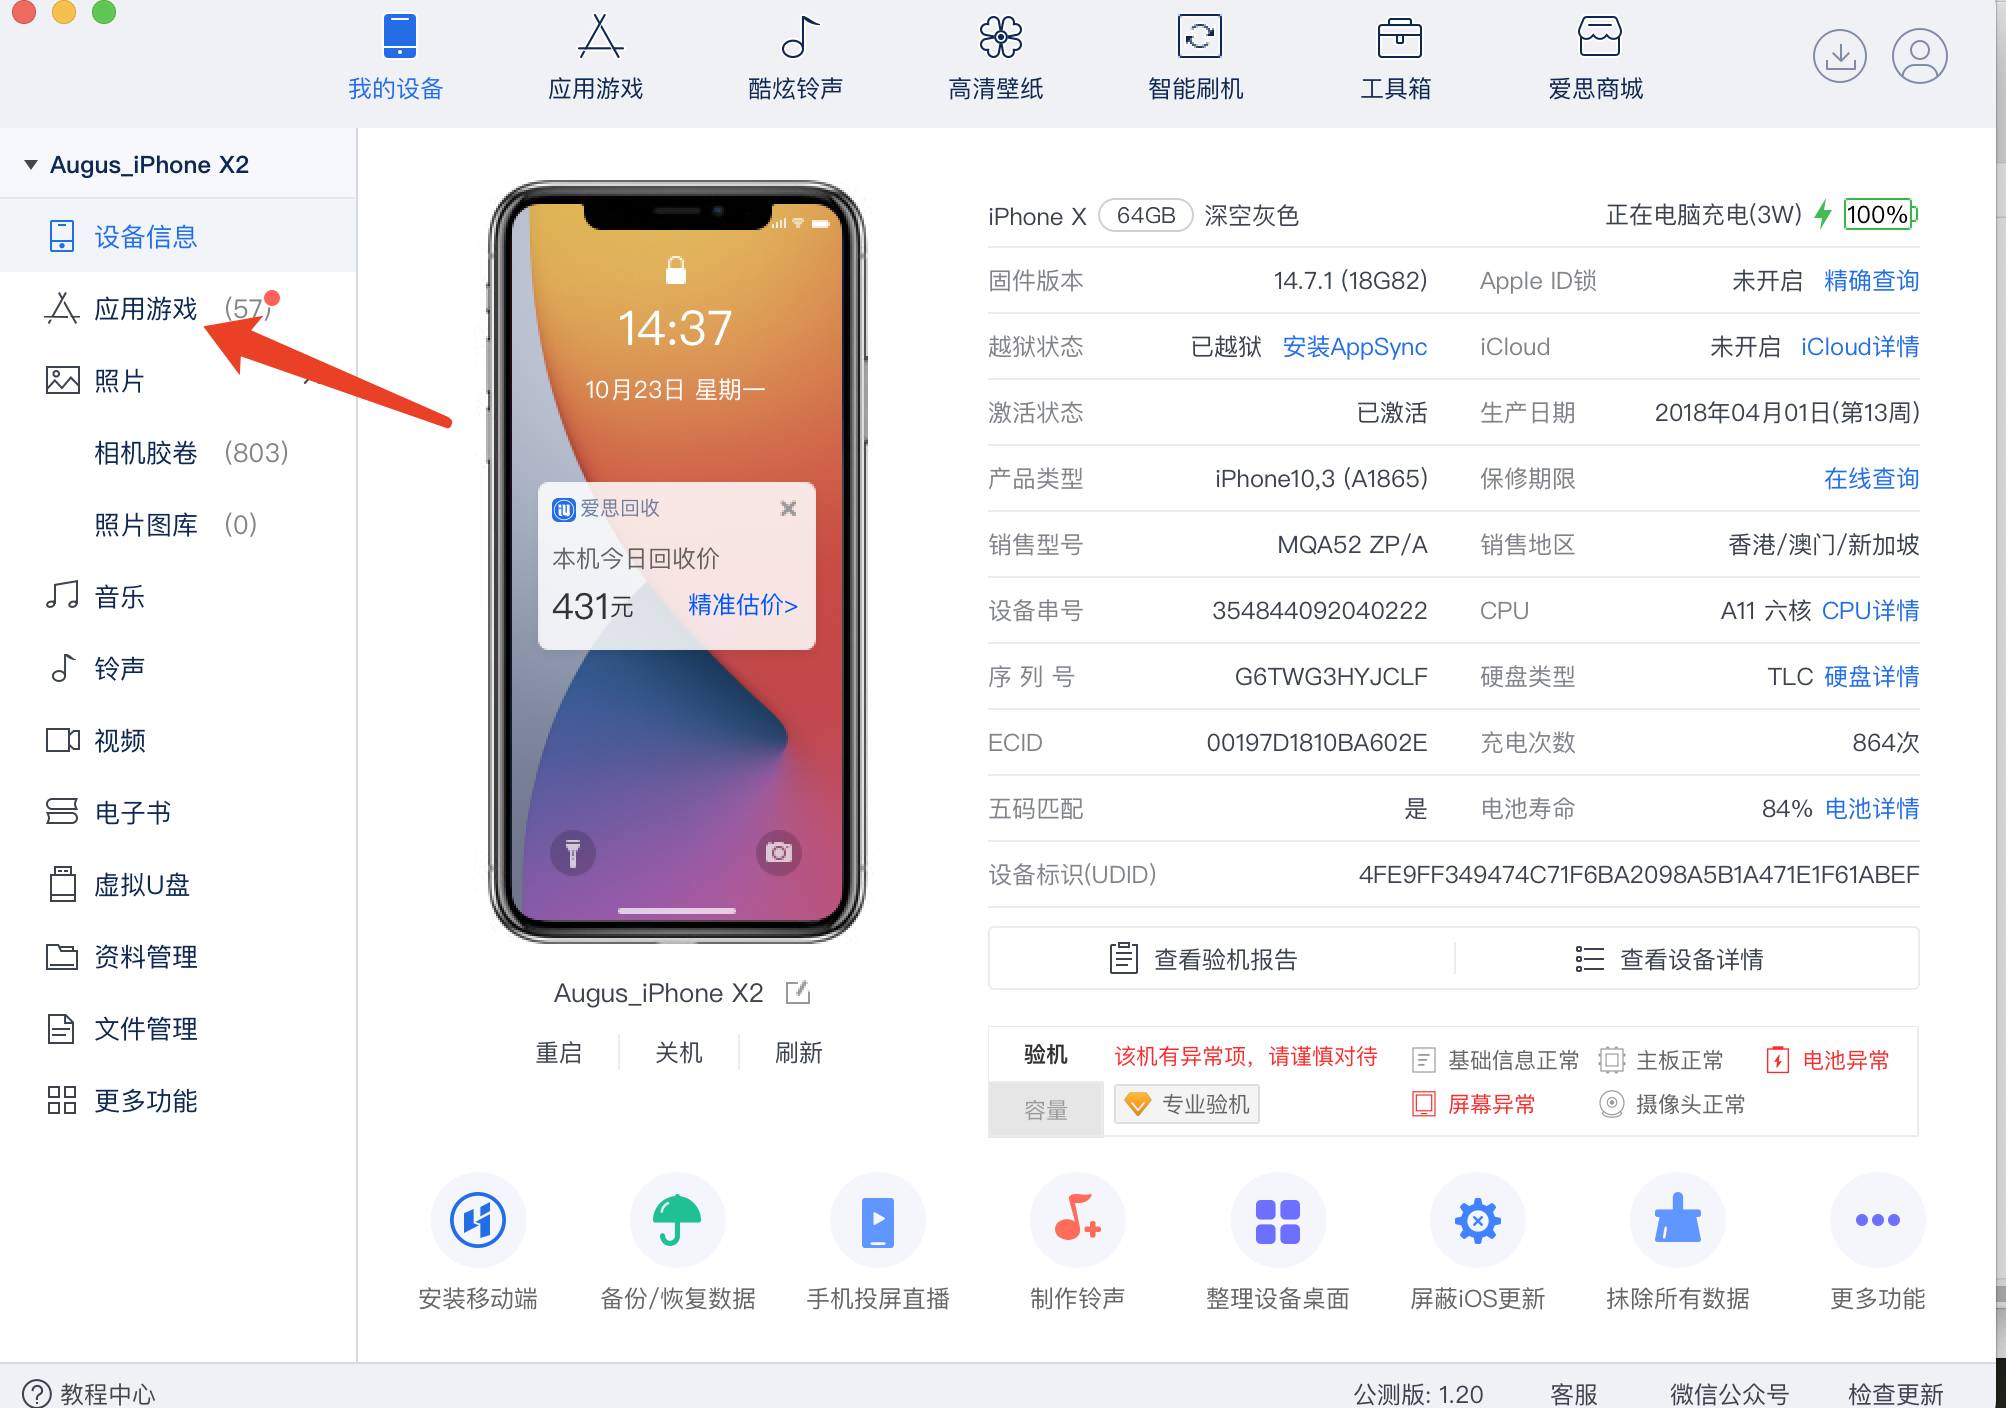 我的设备
应用游戏
酷炫铃声
高清壁纸
智能刷机
工具箱
爱思商城
Augus_iPhone X2
设备信息
应用游戏 (57)
照片
相机胶卷 (803)
照片图库 (0)
音乐
铃声
视频
电子书
虚拟U盘
资料管理
文件管理
更多功能
14:37
10月23日 星期一
iU 爱思回收
本机今日回收价
431元 精准估价>
Augus_iPhone X2
重启 关机 刷新
iPhone X 64GB 深空灰色 正在电脑充电(3W) 100%
固件版本 14.7.1 (18G82) Apple ID锁 未开启 精确查询
越狱状态 已越狱 安装AppSync iCloud 未开启 iCloud详情
激活状态 已激活 生产日期 2018年04月01日(第13周)
产品类型 iPhone10,3 (A1865) 保修期限 在线查询
销售型号 MQA52 ZP/A 销售地区 香港/澳门/新加坡
设备串号 354844092040222 CPU A11 六核 CPU详情
序 列 号 G6TWG3HYJCLF 硬盘类型 TLC 硬盘详情
ECID 00197D1810BA602E 充电次数 864次
五码匹配 是 电池寿命 84% 电池详情
设备标识(UDID) 4FE9FF349474C71F6BA2098A5B1A471E1F61ABEF
查看验机报告 查看设备详情
验机 该机有异常项，请谨慎对待 基础信息正常 主板正常 电池异常
容量 专业验机 屏幕异常 摄像头正常
安装移动端 备份/恢复数据 手机投屏直播 制作铃声 整理设备桌面 屏蔽iOS更新 抹除所有数据 更多功能
教程中心 公测版: 1.20 客服 微信公众号 检查更新